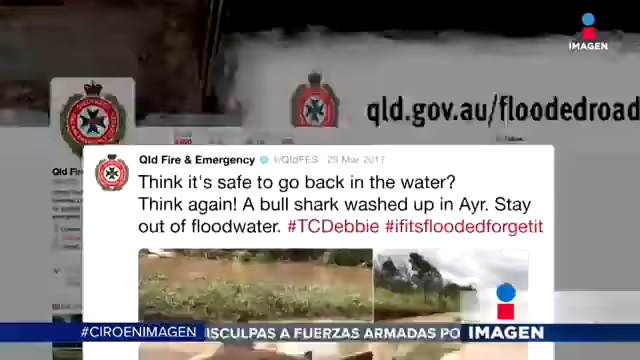 IMAGEN
qld.gov.au/floodedroad
Qld Fire
Qld Fire & Emergency @QldFES · 29 Mar 2017
Think it's safe to go back in the water?
Think again! A bull shark washed up in Ayr. Stay
out of floodwater. #TCDebbie #ifitsfloodedforgetit
#CIROENIMAGEN
ISCULPAS A FUERZAS ARMADAS PO
IMAGEN